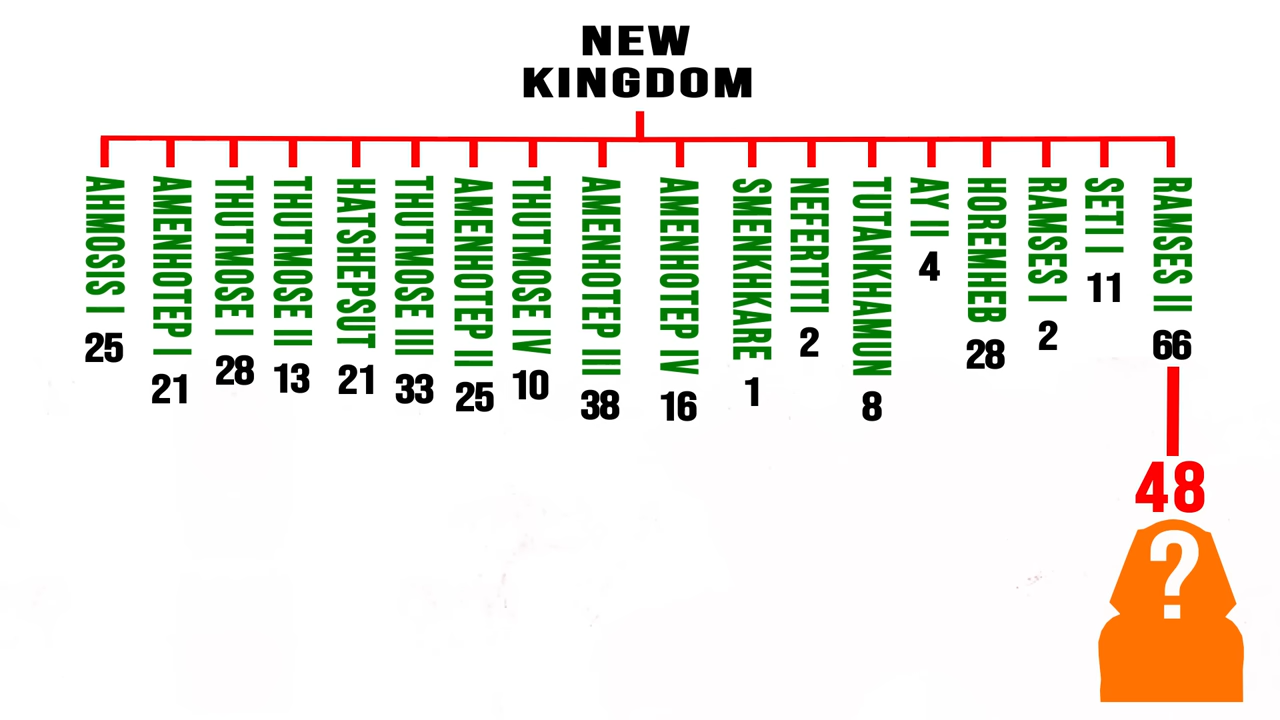 NEW
KINGDOM
AHMOSIS I
25
AMENHOTEP I
21
THUTMOSE I
28
THUTMOSE II
13
HATSHEPSUT
21
THUTMOSE III
33
AMENHOTEP II
25
THUTMOSE IV
10
AMENHOTEP III
38
AMENHOTEP IV
16
SMENKHKARE
1
NEFERTITI I
2
TUTANKHAMUN
8
AY II
4
HOREMHEB
28
RAMSES I
2
SETI I
11
RAMSES II
66
48
?